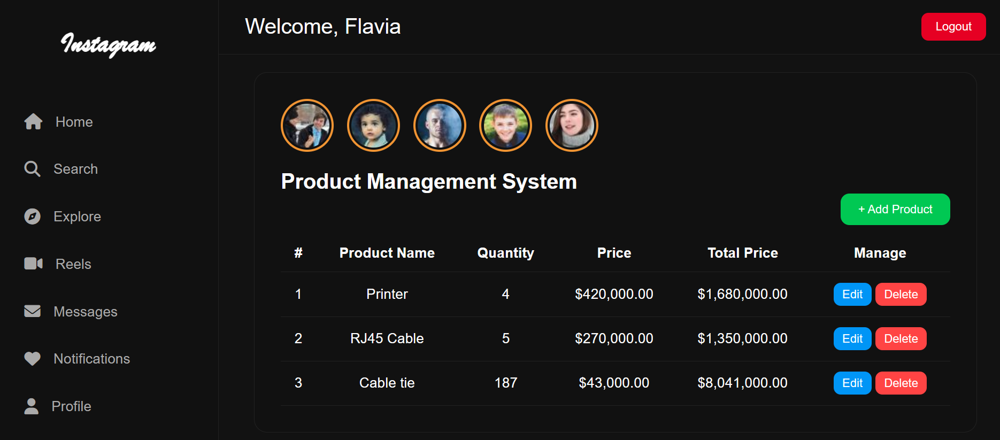 Instagram
Home
Search
Explore
Reels
Messages
Notifications
Profile
Welcome, Flavia
Logout
Product Management System
+ Add Product
# Product Name Quantity Price Total Price Manage
1 Printer 4 $420,000.00 $1,680,000.00 Edit Delete
2 RJ45 Cable 5 $270,000.00 $1,350,000.00 Edit Delete
3 Cable tie 187 $43,000.00 $8,041,000.00 Edit Delete